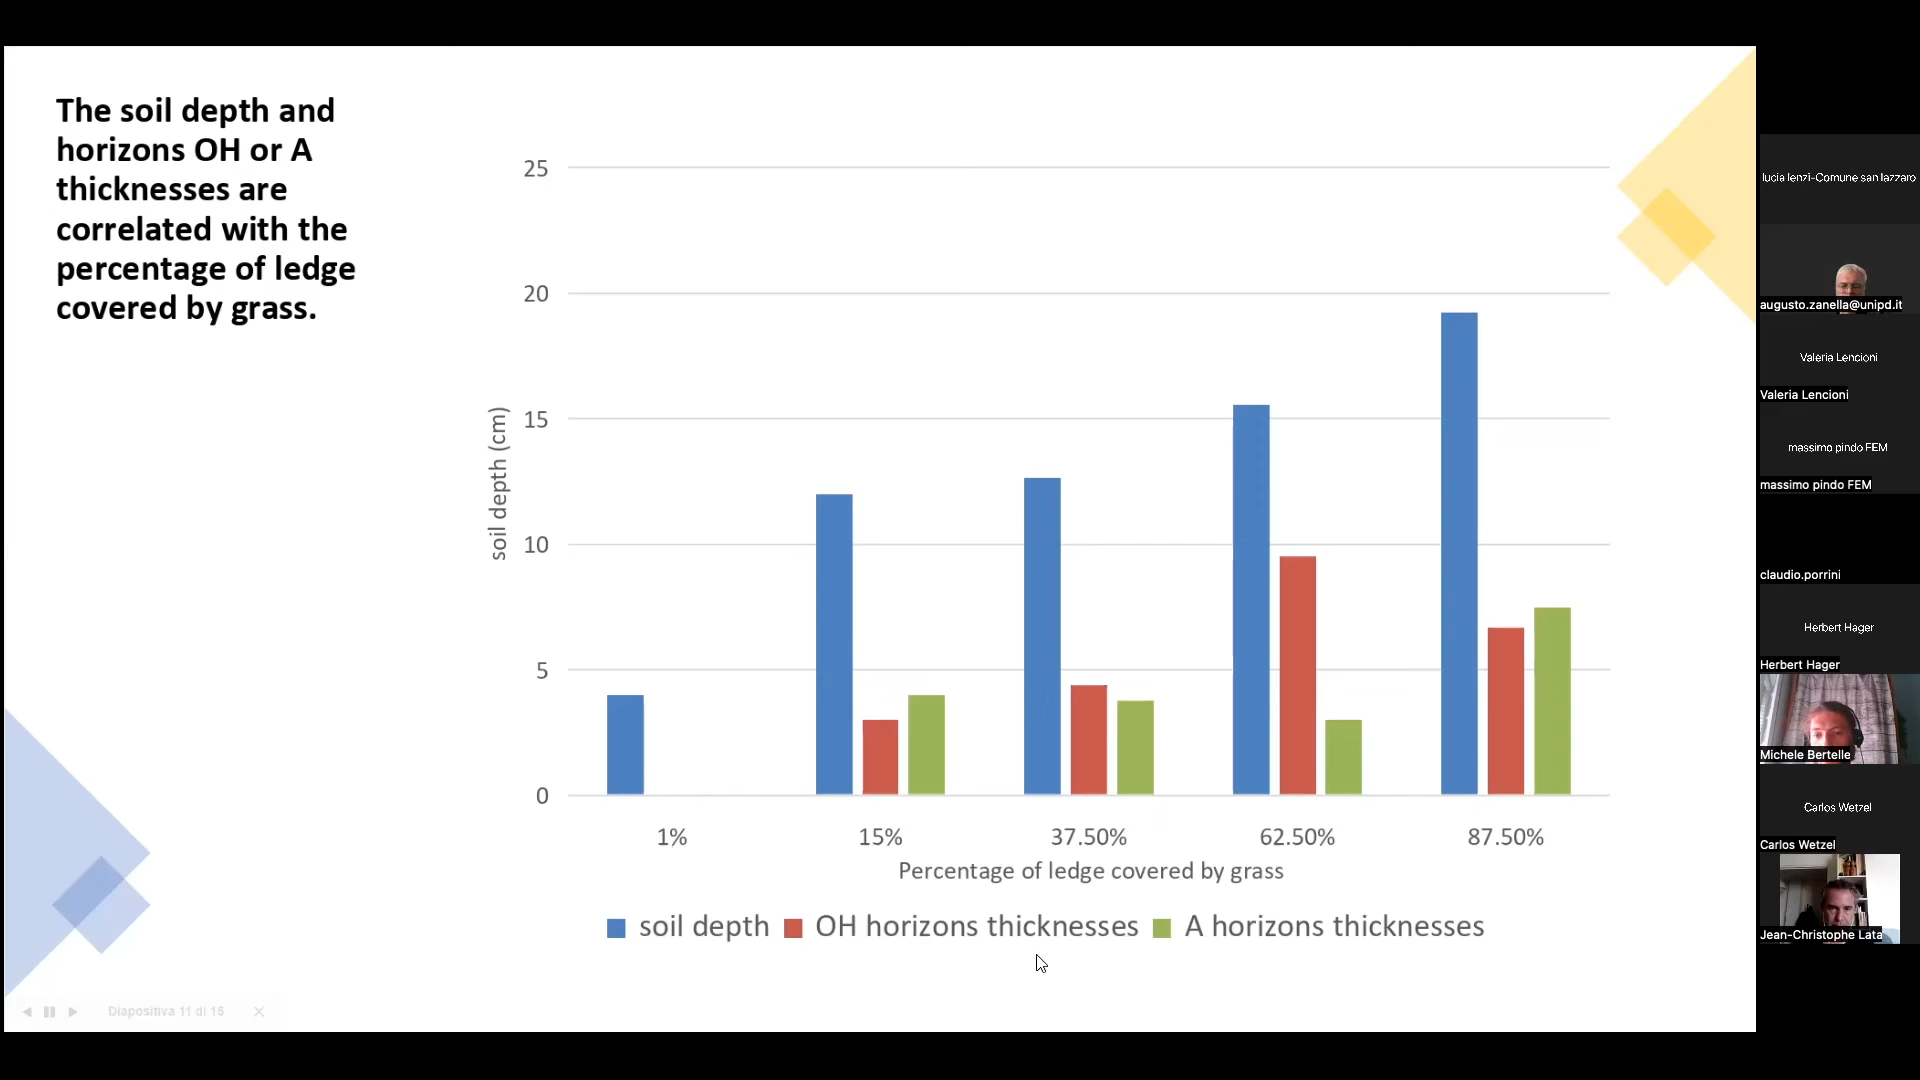 The soil depth and
horizons OH or A
thicknesses are
correlated with the
percentage of ledge
covered by grass.
25
20
15
10
5
0
soil depth (cm)
1% 15% 37.50% 62.50% 87.50%
Percentage of ledge covered by grass
soil depth OH horizons thicknesses A horizons thicknesses
Diapositiva 11 di 15
lucia lenzi-Comune san lazzaro
augusto.zanella@unipd.it
Valeria Lencioni
Valeria Lencioni
massimo pindo FEM
massimo pindo FEM
claudio.porrini
Herbert Hager
Herbert Hager
Michele Bertelle
Carlos Wetzel
Carlos Wetzel
Jean-Christophe Lata